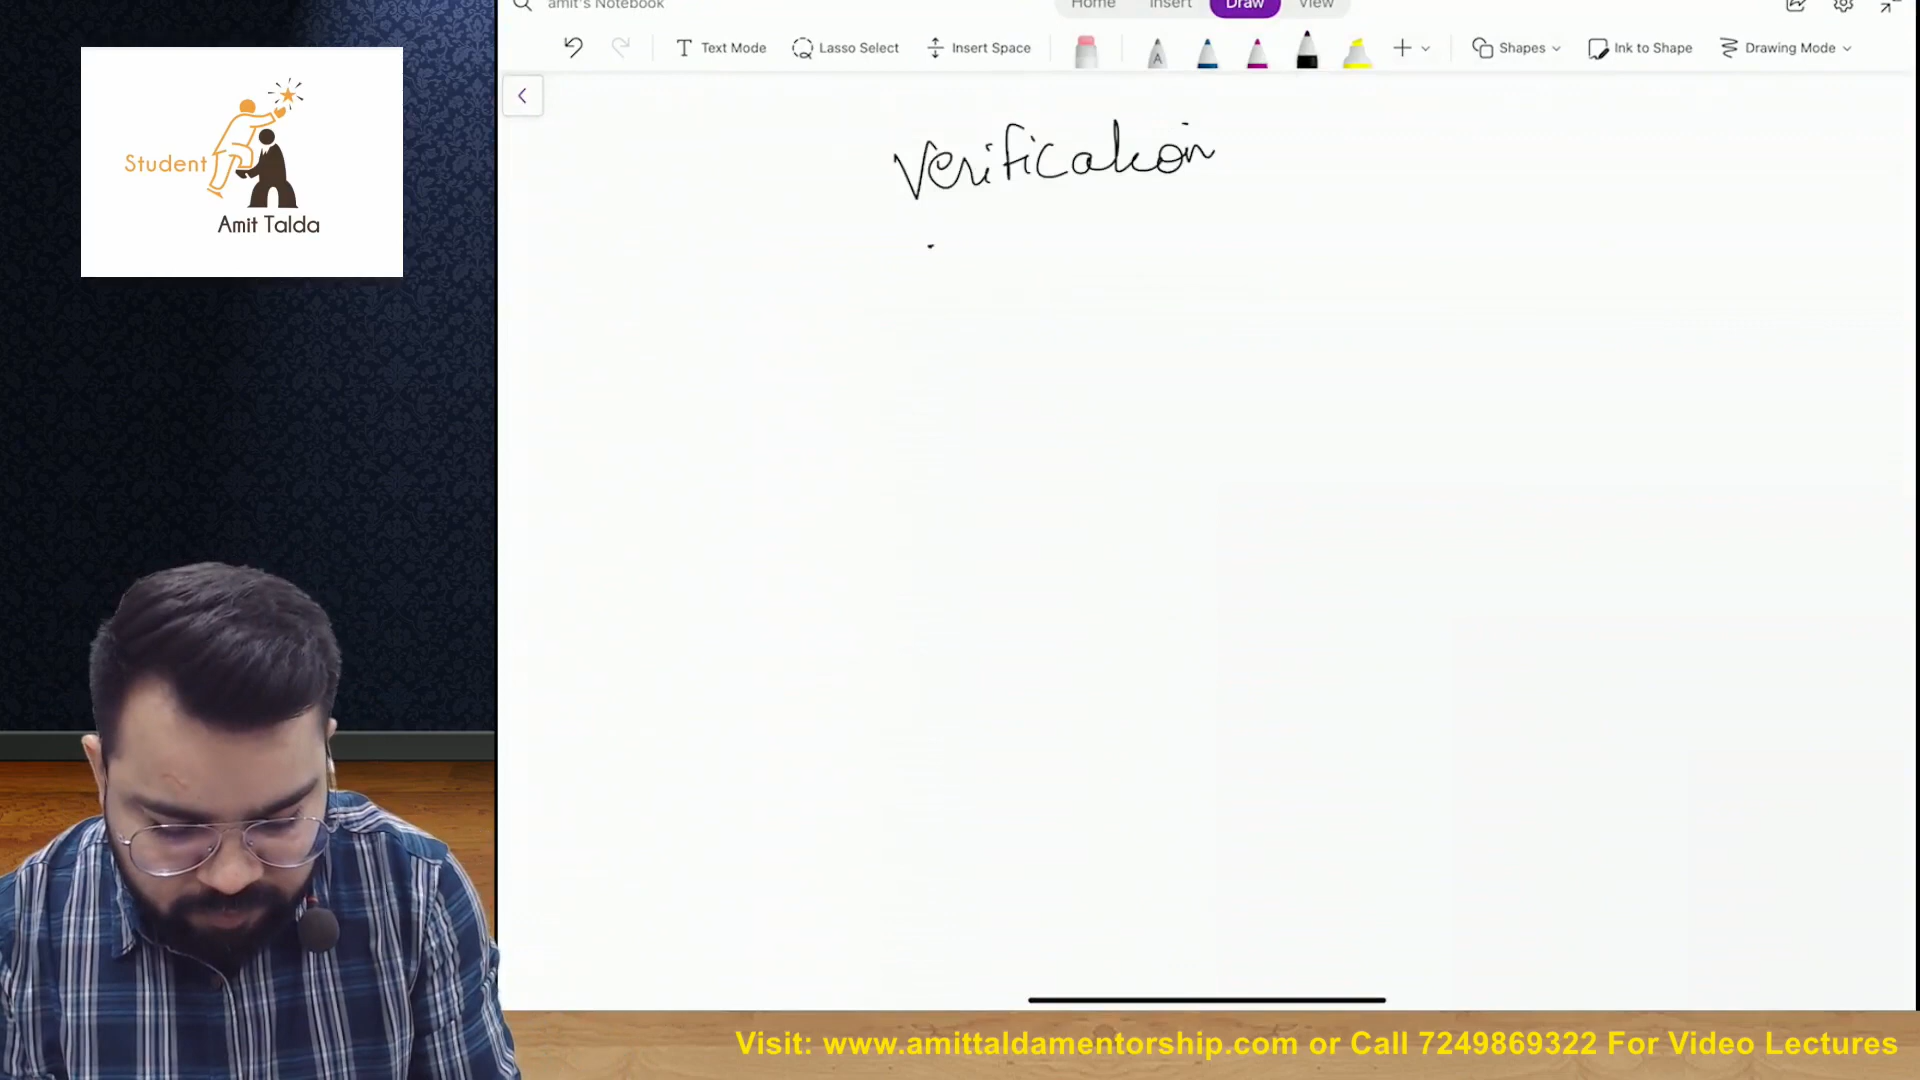 amit's Notebook
Home Insert Draw View
Text Mode Lasso Select Insert Space A Shapes Ink to Shape Drawing Mode
Student
Amit Talda
Verification
Visit: www.amittaldamentorship.com or Call 7249869322 For Video Lectures